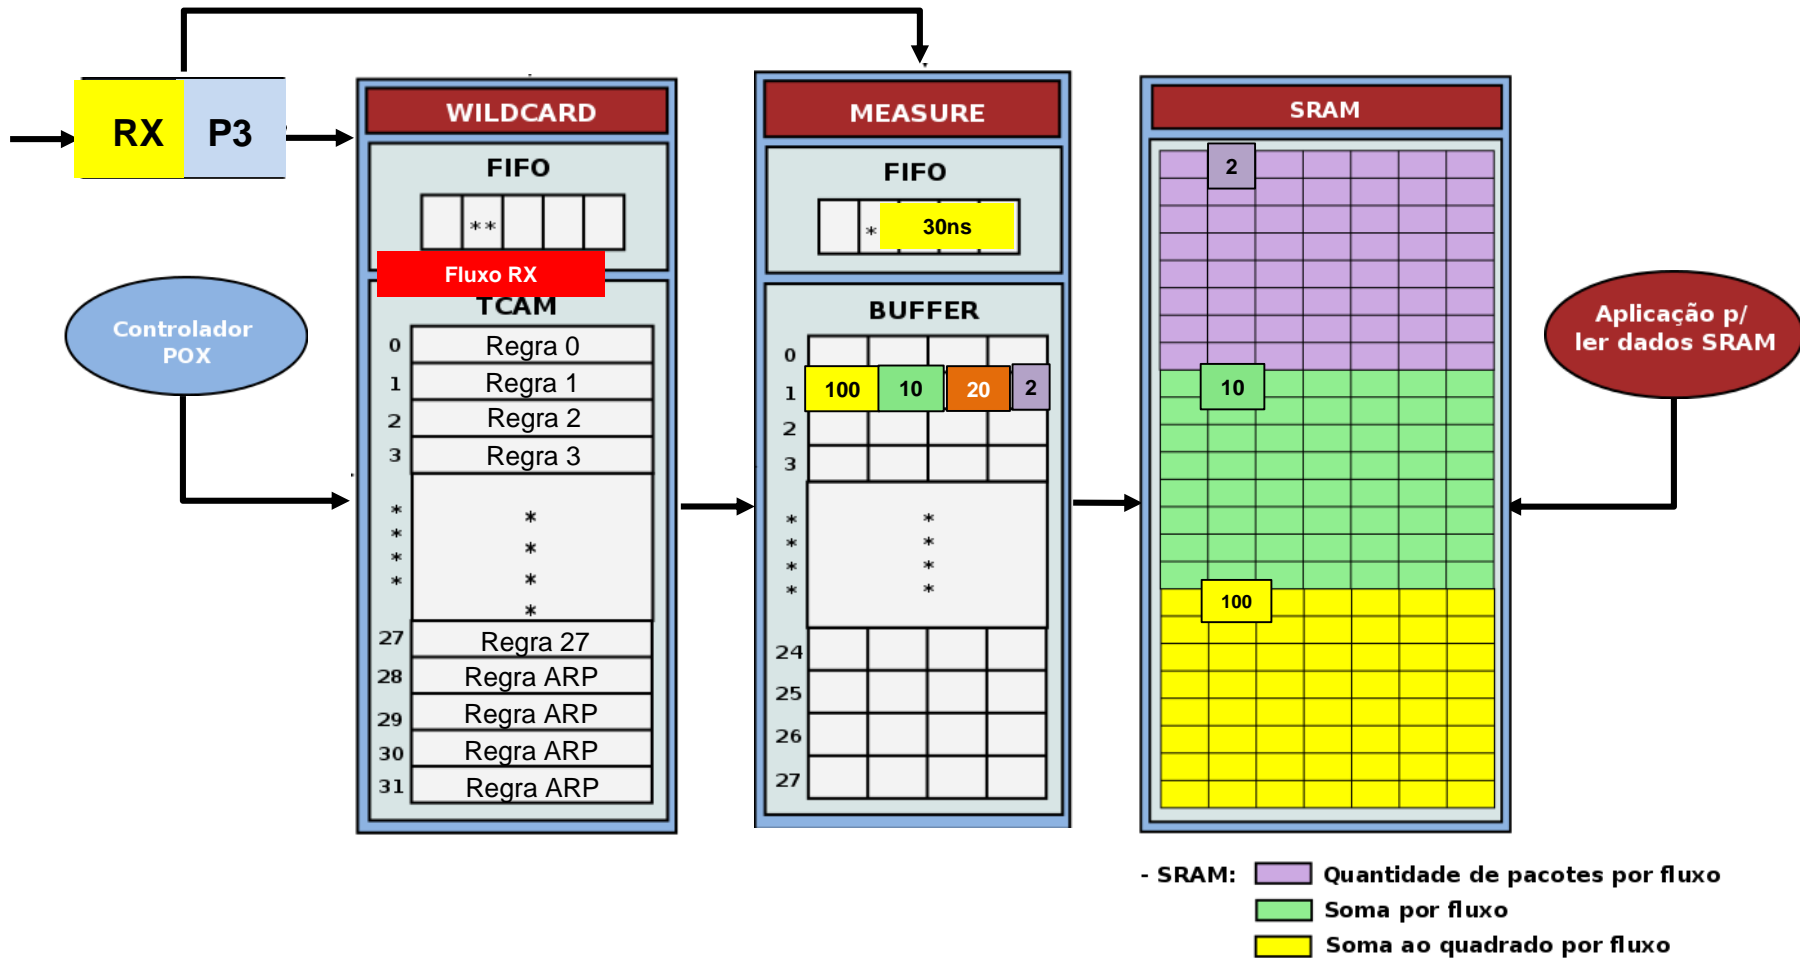 RX P3
WILDCARD
FIFO
**
Fluxo RX
TCAM
0 Regra 0
1 Regra 1
2 Regra 2
3 Regra 3
* *
* *
* *
* *
27 Regra 27
28 Regra ARP
29 Regra ARP
30 Regra ARP
31 Regra ARP
Controlador
POX
MEASURE
FIFO
* 30ns
BUFFER
0
1 100 10 20 2
2
3
* *
* *
* *
* *
24
25
26
27
SRAM
2
10
100
Aplicação p/
ler dados SRAM
- SRAM: Quantidade de pacotes por fluxo
Soma por fluxo
Soma ao quadrado por fluxo